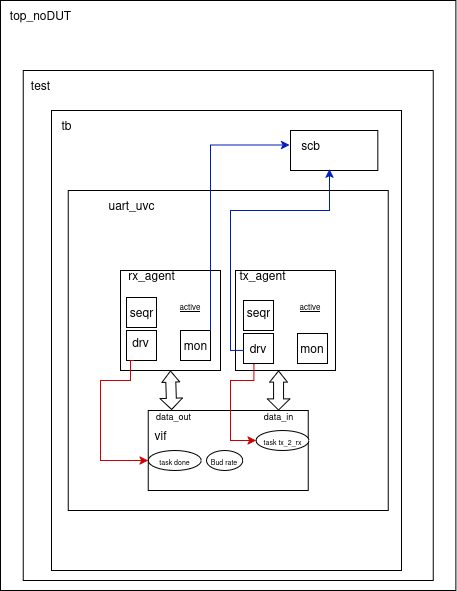 top_noDUT
test
tb
scb
uart_uvc
rx_agent
tx_agent
seqr
active
seqr
active
drv
mon
drv
mon
data_out
data_in
vif
task tx_2_rx
task done
Bud rate